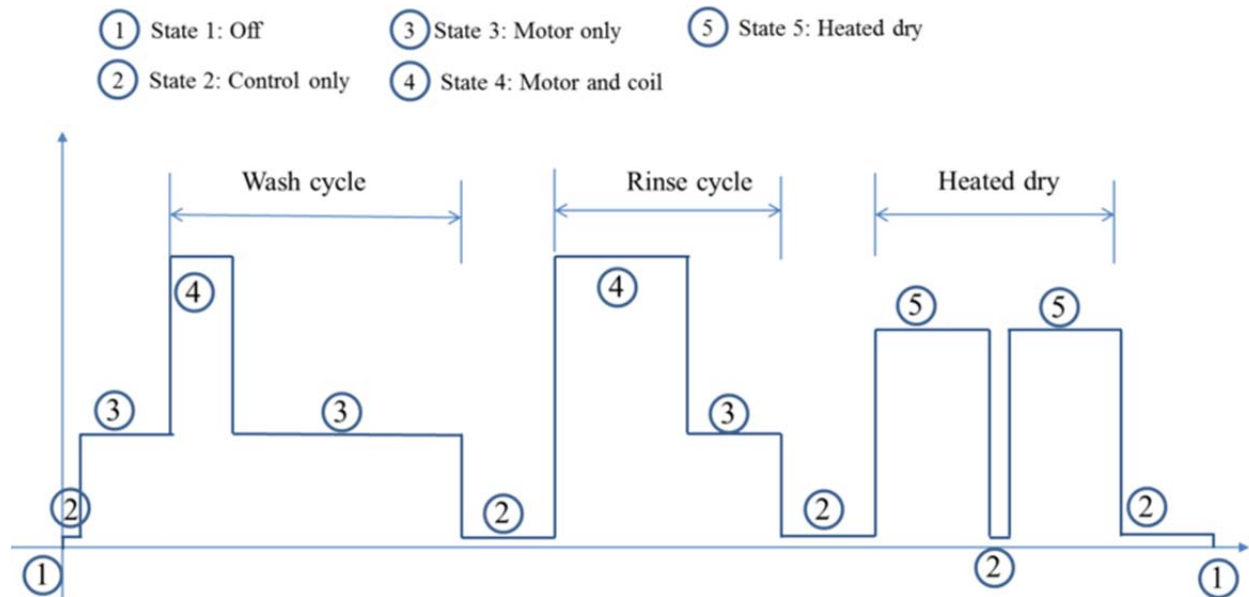 1 State 1: Off 3 State 3: Motor only 5 State 5: Heated dry
2 State 2: Control only 4 State 4: Motor and coil
Wash cycle Rinse cycle Heated dry
4 4 5 5
3 3 3
2 2 2 2
1 2 1